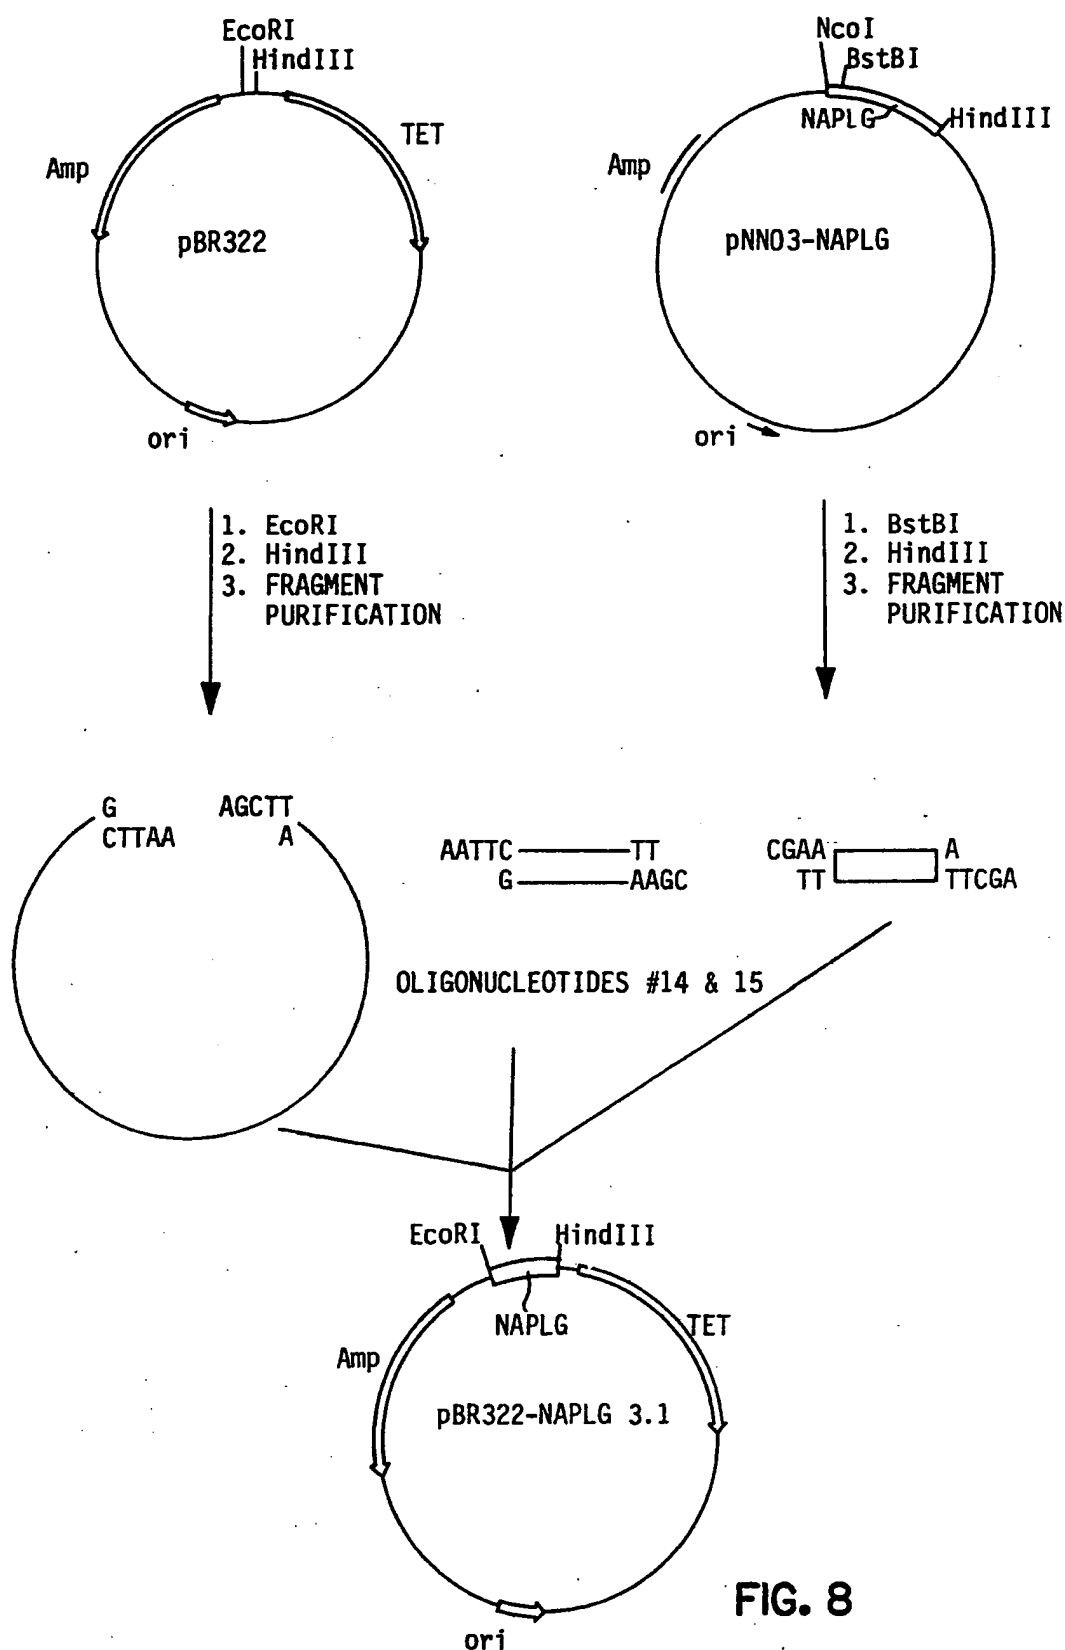 EcoRI
HindIII
TET
Amp
pBR322
ori
NcoI
BstBI
NAPLG
HindIII
Amp
pNN03-NAPLG
ori
1. EcoRI
2. HindIII
3. FRAGMENT
PURIFICATION
1. BstBI
2. HindIII
3. FRAGMENT
PURIFICATION
G AGCTT
CTTAA A
AATTC TT
G AAGC
CGAA A
TT TTCGA
OLIGONUCLEOTIDES #14 & 15
EcoRI
HindIII
NAPLG
TET
Amp
pBR322-NAPLG 3.1
ori
FIG. 8